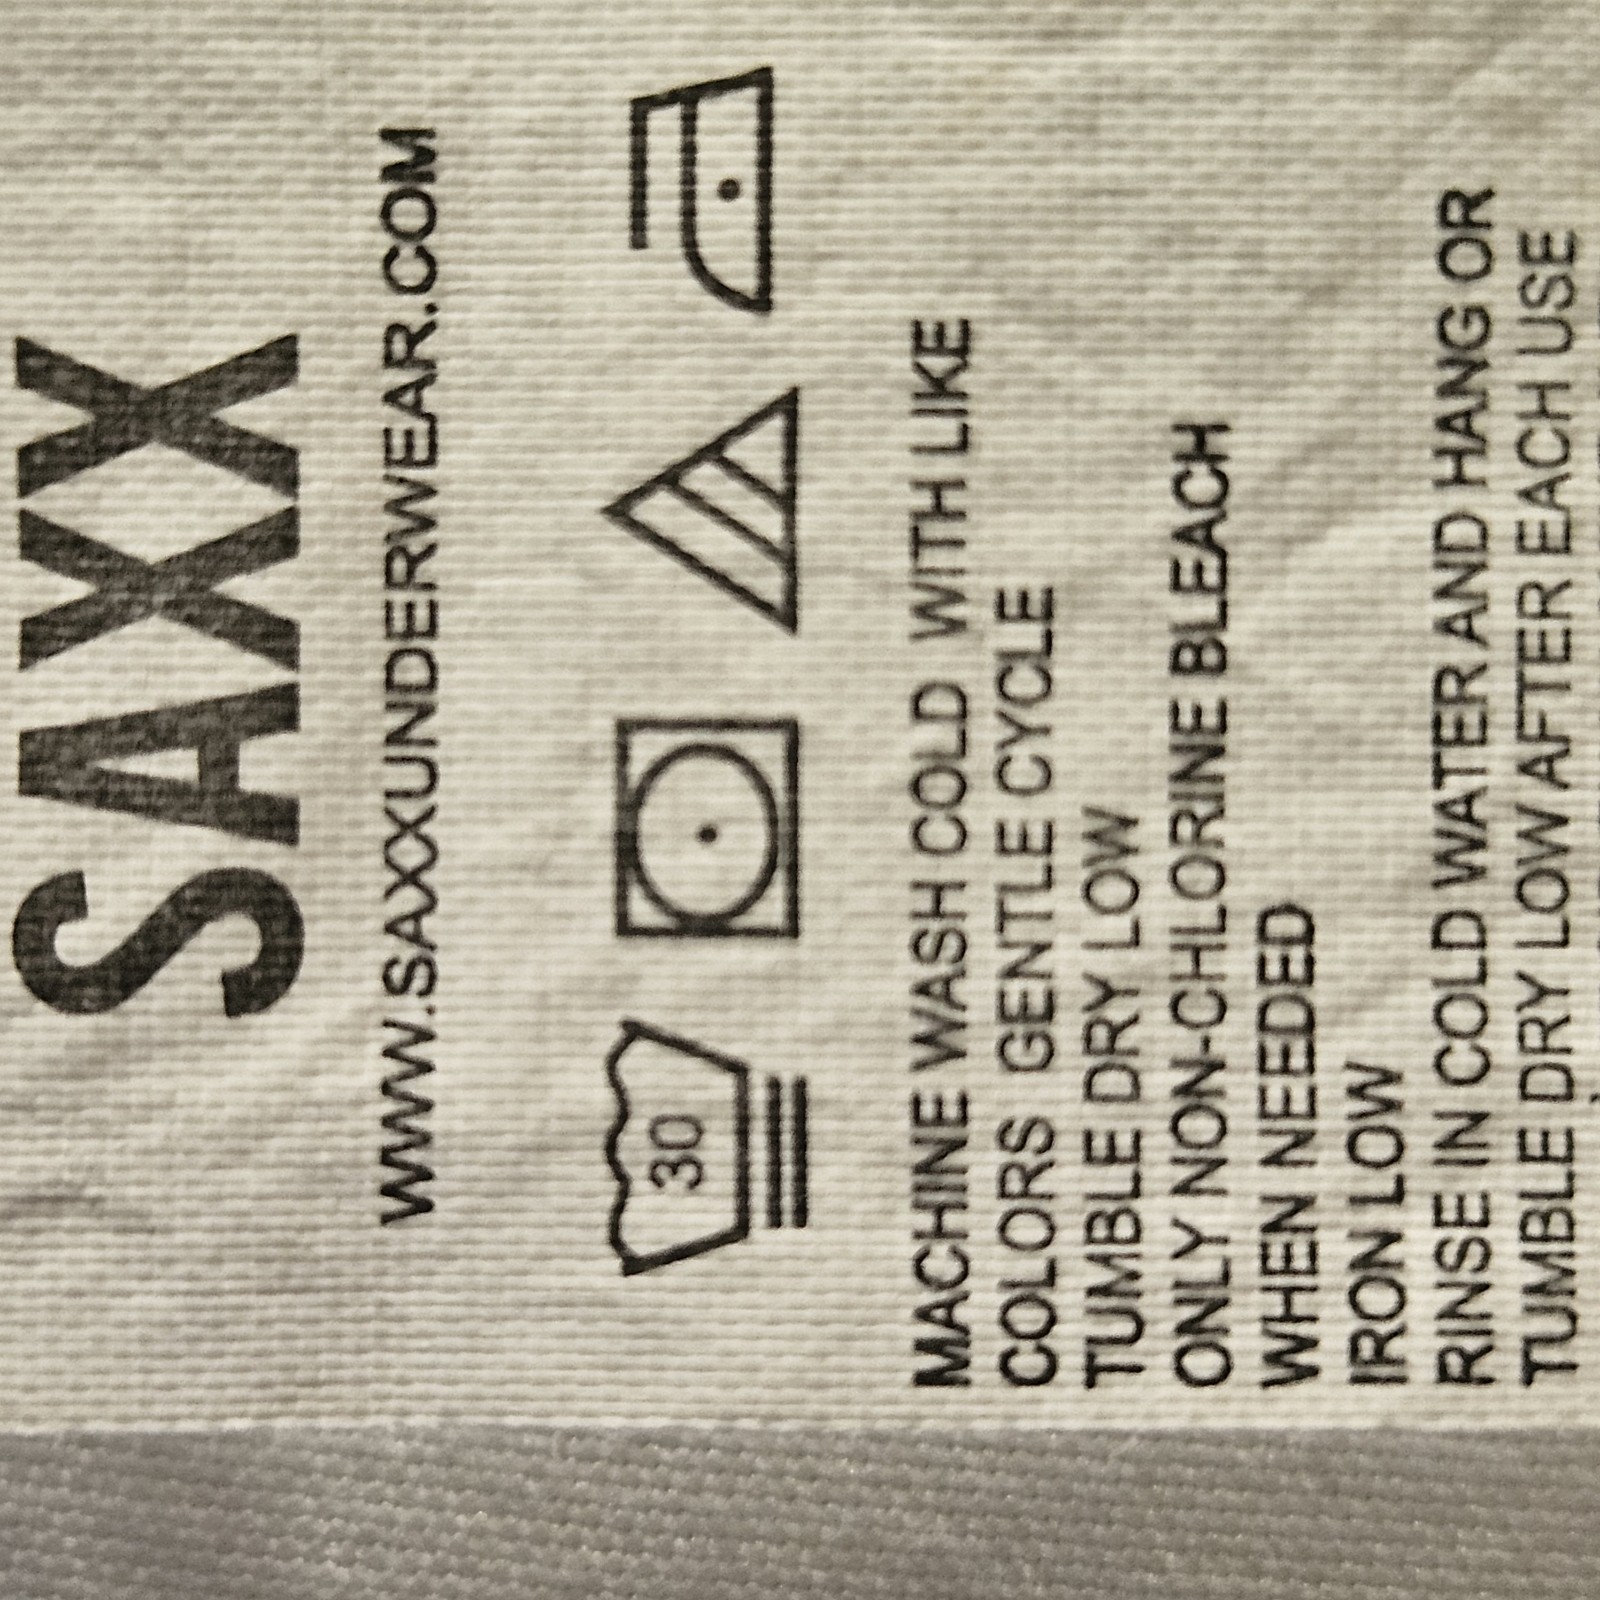 SAXX
WWW.SAXXUNDERWEAR.COM
30
MACHINE WASH COLD WITH LIKE
COLORS GENTLE CYCLE
TUMBLE DRY LOW
ONLY NON-CHLORINE BLEACH
WHEN NEEDED
IRON LOW
RINSE IN COLD WATER AND HANG OR
TUMBLE DRY LOW AFTER EACH USE